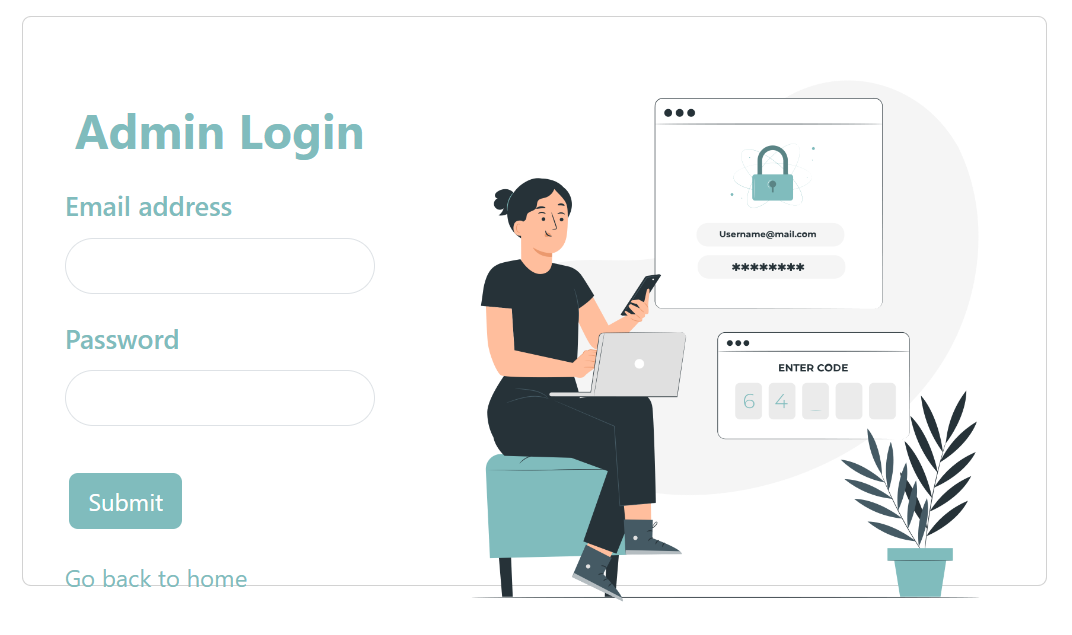 Admin Login
Email address
Password
Submit
Go back to home
Username@mail.com
********
ENTER CODE
6 4 _